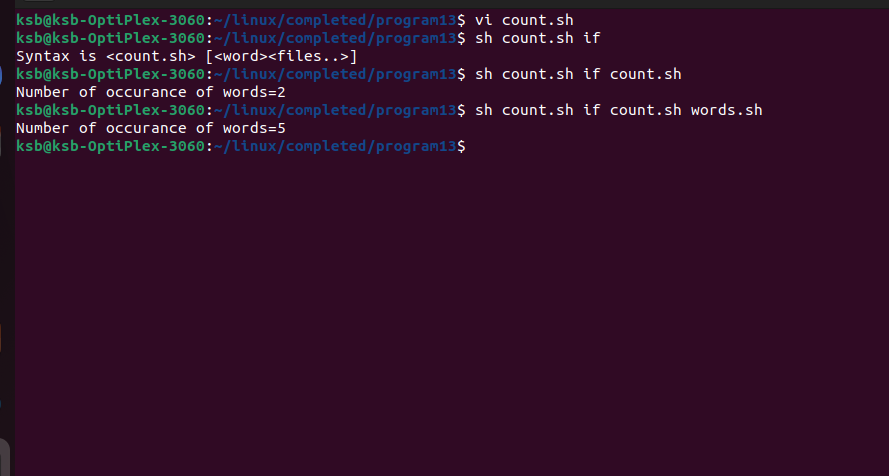 ksb@ksb-OptiPlex-3060:~/linux/completed/program13$ vi count.sh
ksb@ksb-OptiPlex-3060:~/linux/completed/program13$ sh count.sh if
Syntax is <count.sh> [<word><files..>]
ksb@ksb-OptiPlex-3060:~/linux/completed/program13$ sh count.sh if count.sh
Number of occurance of words=2
ksb@ksb-OptiPlex-3060:~/linux/completed/program13$ sh count.sh if count.sh words.sh
Number of occurance of words=5
ksb@ksb-OptiPlex-3060:~/linux/completed/program13$